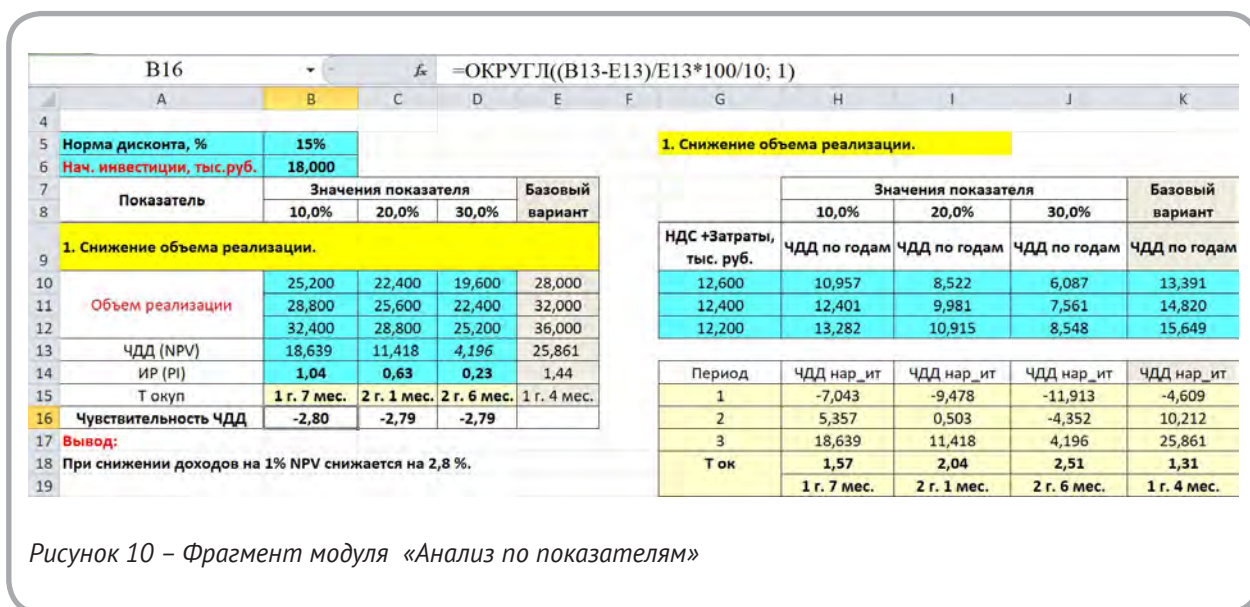 B16 fx =ОКРУГЛ((B13-E13)/E13*100/10; 1)
A B C D E F G H I J K
4
5 Норма дисконта, % 15% 1. Снижение объема реализации.
6 Нач. инвестиции, тыс.руб. 18,000
7 Показатель Значения показателя Базовый вариант Значения показателя Базовый вариант
8 10,0% 20,0% 30,0% 10,0% 20,0% 30,0%
9 1. Снижение объема реализации. НДС +Затраты, тыс. руб. ЧДД по годам ЧДД по годам ЧДД по годам ЧДД по годам
10 25,200 22,400 19,600 28,000 12,600 10,957 8,522 6,087 13,391
11 Объем реализации 28,800 25,600 22,400 32,000 12,400 12,401 9,981 7,561 14,820
12 32,400 28,800 25,200 36,000 12,200 13,282 10,915 8,548 15,649
13 ЧДД (NPV) 18,639 11,418 4,196 25,861
14 ИР (PI) 1,04 0,63 0,23 1,44 Период ЧДД нар_ит ЧДД нар_ит ЧДД нар_ит ЧДД нар_ит
15 Т окуп 1 г. 7 мес. 2 г. 1 мес. 2 г. 6 мес. 1 г. 4 мес. 1 -7,043 -9,478 -11,913 -4,609
16 Чувствительность ЧДД -2,80 -2,79 -2,79 2 5,357 0,503 -4,352 10,212
17 Вывод: 3 18,639 11,418 4,196 25,861
18 При снижении доходов на 1% NPV снижается на 2,8 %. Т ок 1,57 2,04 2,51 1,31
19 1 г. 7 мес. 2 г. 1 мес. 2 г. 6 мес. 1 г. 4 мес.
Рисунок 10 – Фрагмент модуля «Анализ по показателям»